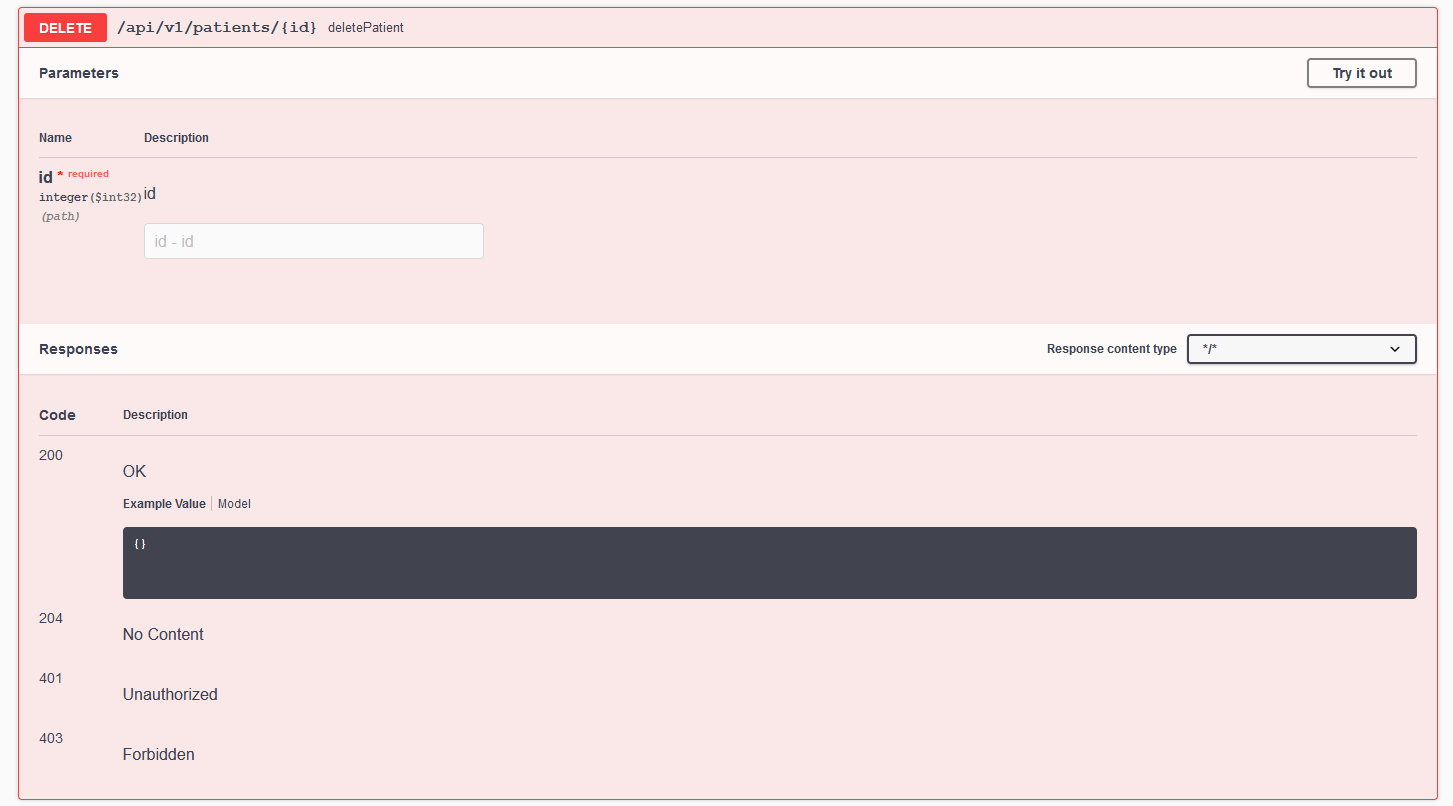 DELETE /api/v1/patients/{id} deletePatient
Parameters Try it out
Name Description
id * required
integer($int32) id
(path)
id - id
Responses Response content type */*
Code Description
200
OK
Example Value Model
{}
204
No Content
401
Unauthorized
403
Forbidden